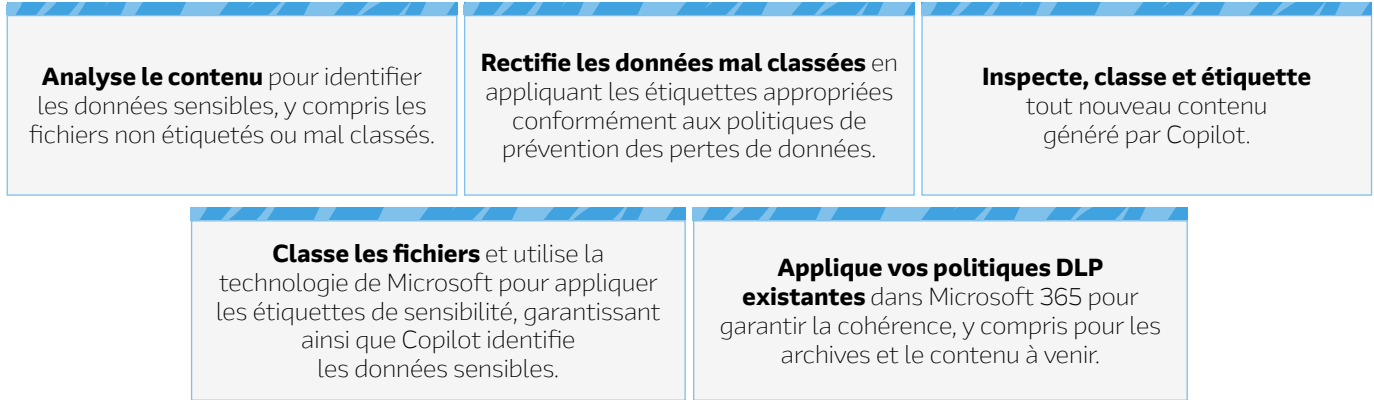 Analyse le contenu pour identifier
les données sensibles, y compris les
fichiers non étiquetés ou mal classés.
Rectifie les données mal classées en
appliquant les étiquettes appropriées
conformément aux politiques de
prévention des pertes de données.
Inspecte, classe et étiquette
tout nouveau contenu
généré par Copilot.
Classe les fichiers et utilise la
technologie de Microsoft pour appliquer
les étiquettes de sensibilité, garantissant
ainsi que Copilot identifie
les données sensibles.
Applique vos politiques DLP
existantes dans Microsoft 365 pour
garantir la cohérence, y compris pour les
archives et le contenu à venir.